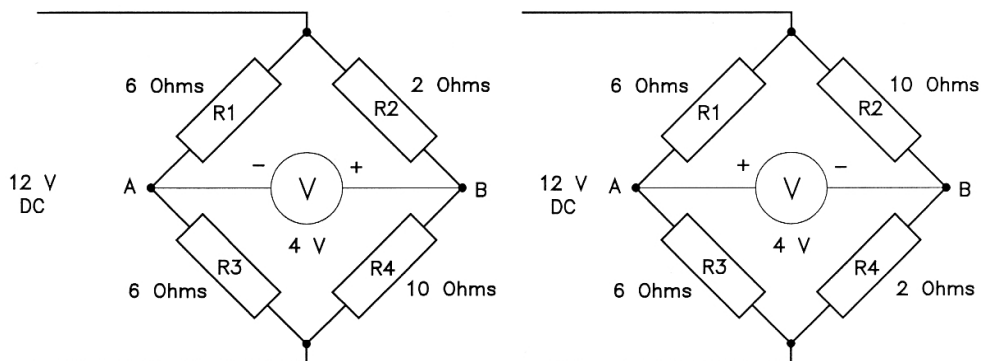 6 Ohms
2 Ohms
R1
R2
- +
12 V
DC
A
V
B
4 V
R3
R4
6 Ohms
10 Ohms
6 Ohms
10 Ohms
R1
R2
+ -
12 V
DC
A
V
B
4 V
R3
R4
6 Ohms
2 Ohms